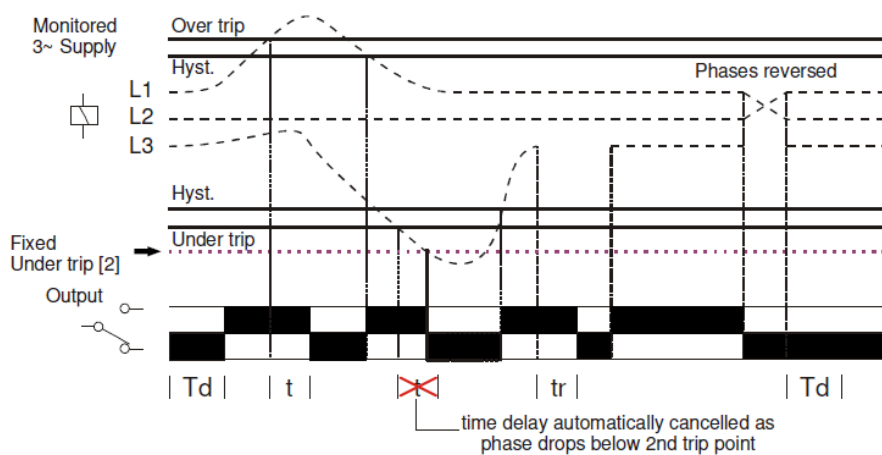 Monitored
3~ Supply
Over trip
Hyst.
Phases reversed
L1
L2
L3
Hyst.
Under trip
Fixed
Under trip [2]
Output
Td
t
t
tr
Td
time delay automatically cancelled as
phase drops below 2nd trip point